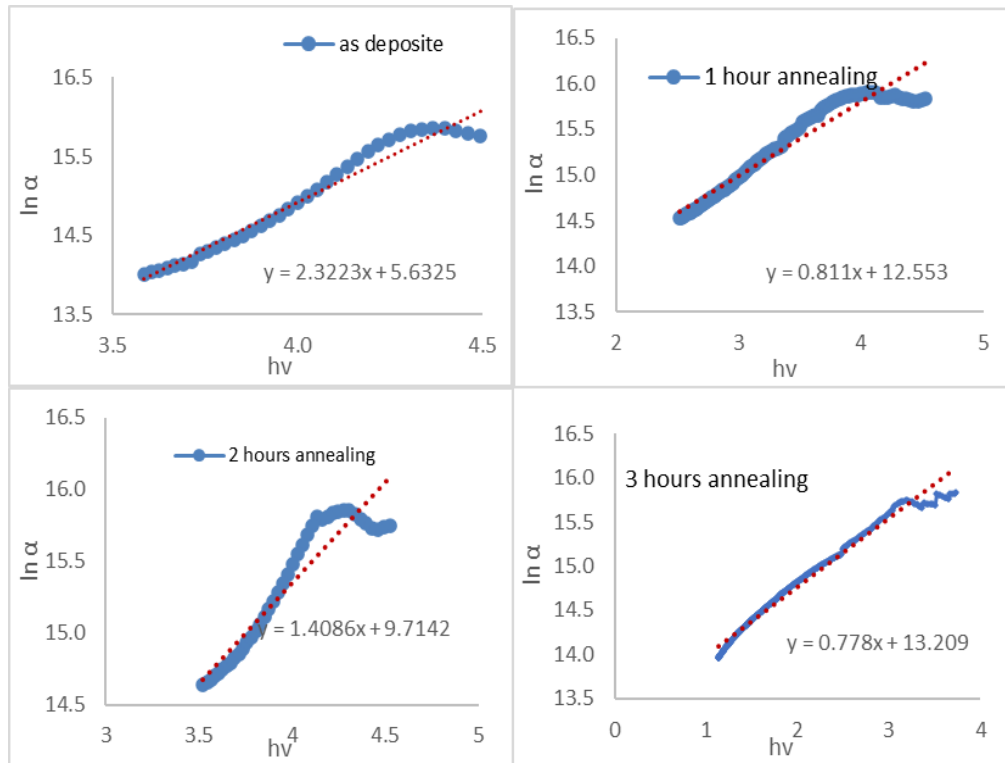 as deposite
16.5
15.5
14.5
13.5
ln α
y = 2.3223x + 5.6325
3.5 4.0 4.5
hv
16.5
16.0
15.5
15.0
14.5
14.0
13.5
ln α
1 hour annealing
y = 0.811x + 12.553
2 3 4 5
hv
16.5
16.0
15.5
15.0
14.5
ln α
2 hours annealing
y = 1.4086x + 9.7142
3 3.5 4 4.5 5
hv
16.5
16.0
15.5
15.0
14.5
14.0
13.5
ln α
3 hours annealing
y = 0.778x + 13.209
0 1 2 3 4
hv